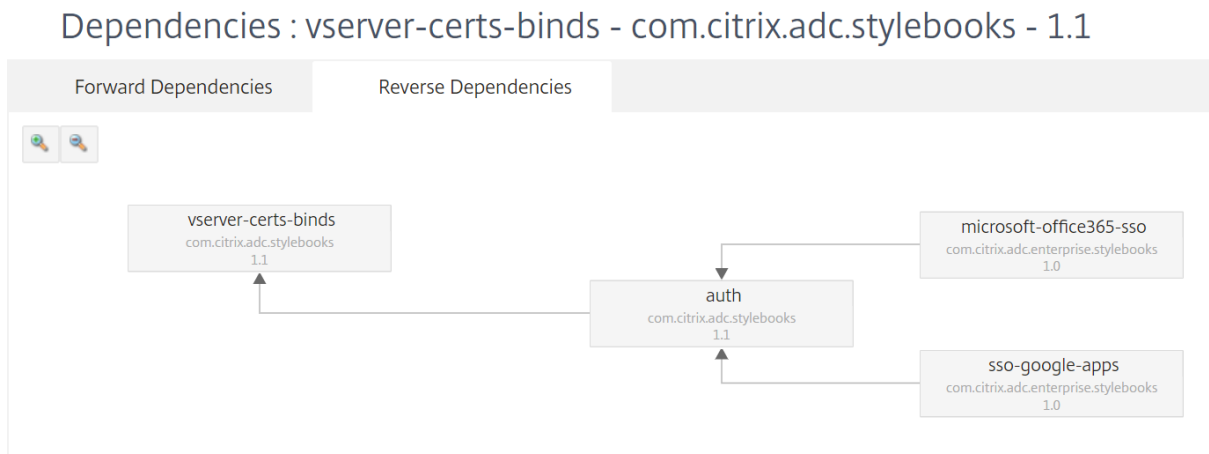 Dependencies : vserver-certs-binds - com.citrix.adc.stylebooks - 1.1
Forward Dependencies
Reverse Dependencies
vserver-certs-binds
com.citrix.adc.stylebooks
1.1
auth
com.citrix.adc.stylebooks
1.1
microsoft-office365-sso
com.citrix.adc.enterprise.stylebooks
1.0
sso-google-apps
com.citrix.adc.enterprise.stylebooks
1.0